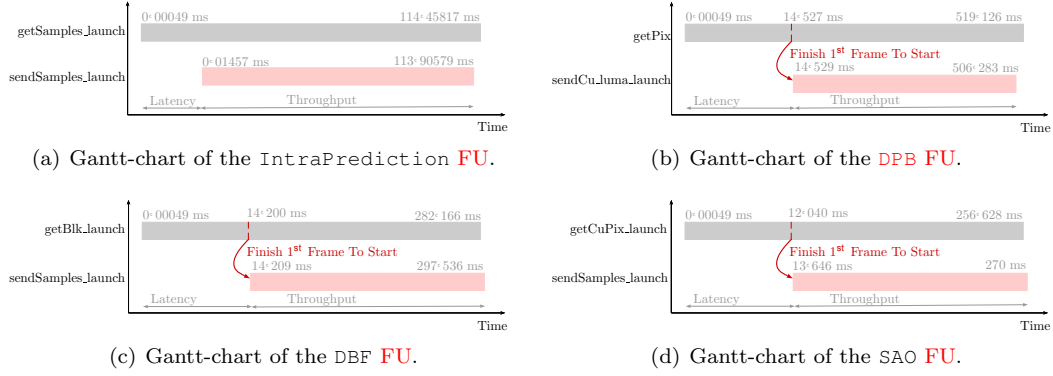 0·00049 ms 114·45817 ms
getSamples_launch
0·01457 ms 113·90579 ms
sendSamples_launch
Latency Throughput
Time
(a) Gantt-chart of the IntraPrediction FU.
0·00049 ms 14·527 ms 519·126 ms
getPix
Finish 1st Frame To Start
14·529 ms 506·283 ms
sendCu_luma_launch
Latency Throughput
Time
(b) Gantt-chart of the DPB FU.
0·00049 ms 14·200 ms 282·166 ms
getBlk_launch
Finish 1st Frame To Start
14·209 ms 297·536 ms
sendSamples_launch
Latency Throughput
Time
(c) Gantt-chart of the DBF FU.
0·00049 ms 12·040 ms 256·628 ms
getCuPix_launch
Finish 1st Frame To Start
13·646 ms 270 ms
sendSamples_launch
Latency Throughput
Time
(d) Gantt-chart of the SAO FU.